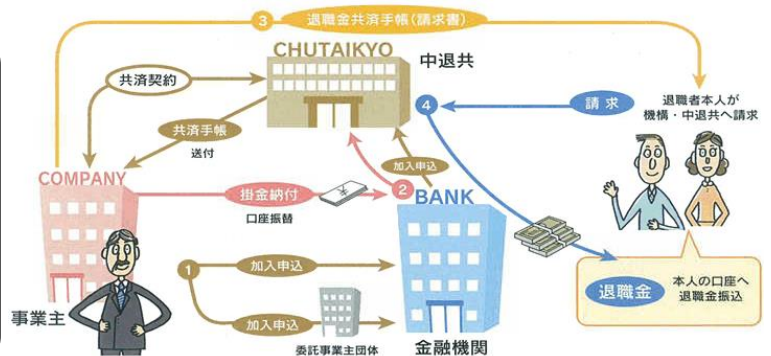 3 退職金共済手帳(請求書)
CHUTAIKYO
中退共
共済契約
共済手帳
送付
4
請求
退職者本人が
機構・中退共へ請求
加入申込
COMPANY
掛金納付
2
口座振替
BANK
1
加入申込
加入申込
委託事業主団体
事業主
金融機関
退職金
本人の口座へ
退職金振込